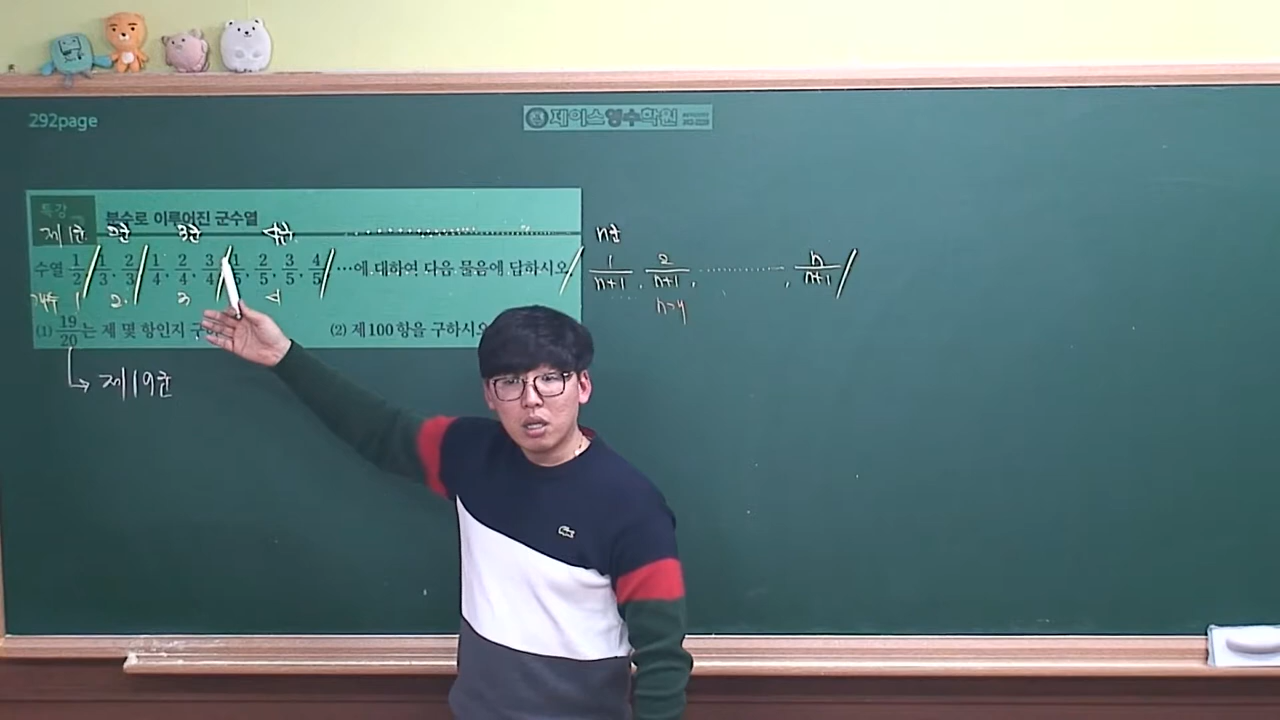 292page
제이스영수학원
특강
분수로 이루어진 군수열
제1군 2군 3군 4군 n군
수열 1/2, 1/3, 2/3, 1/4, 2/4, 3/4, 1/5, 2/5, 3/5, 4/5, …에 대하여 다음 물음에 답하시오. 1/n+1, 2/n+1, ………, n/n+1
개수 1 2 3 4 n개
(1) 19/20는 제 몇 항인지 구하
(2) 제100항을 구하시오
→ 제19군